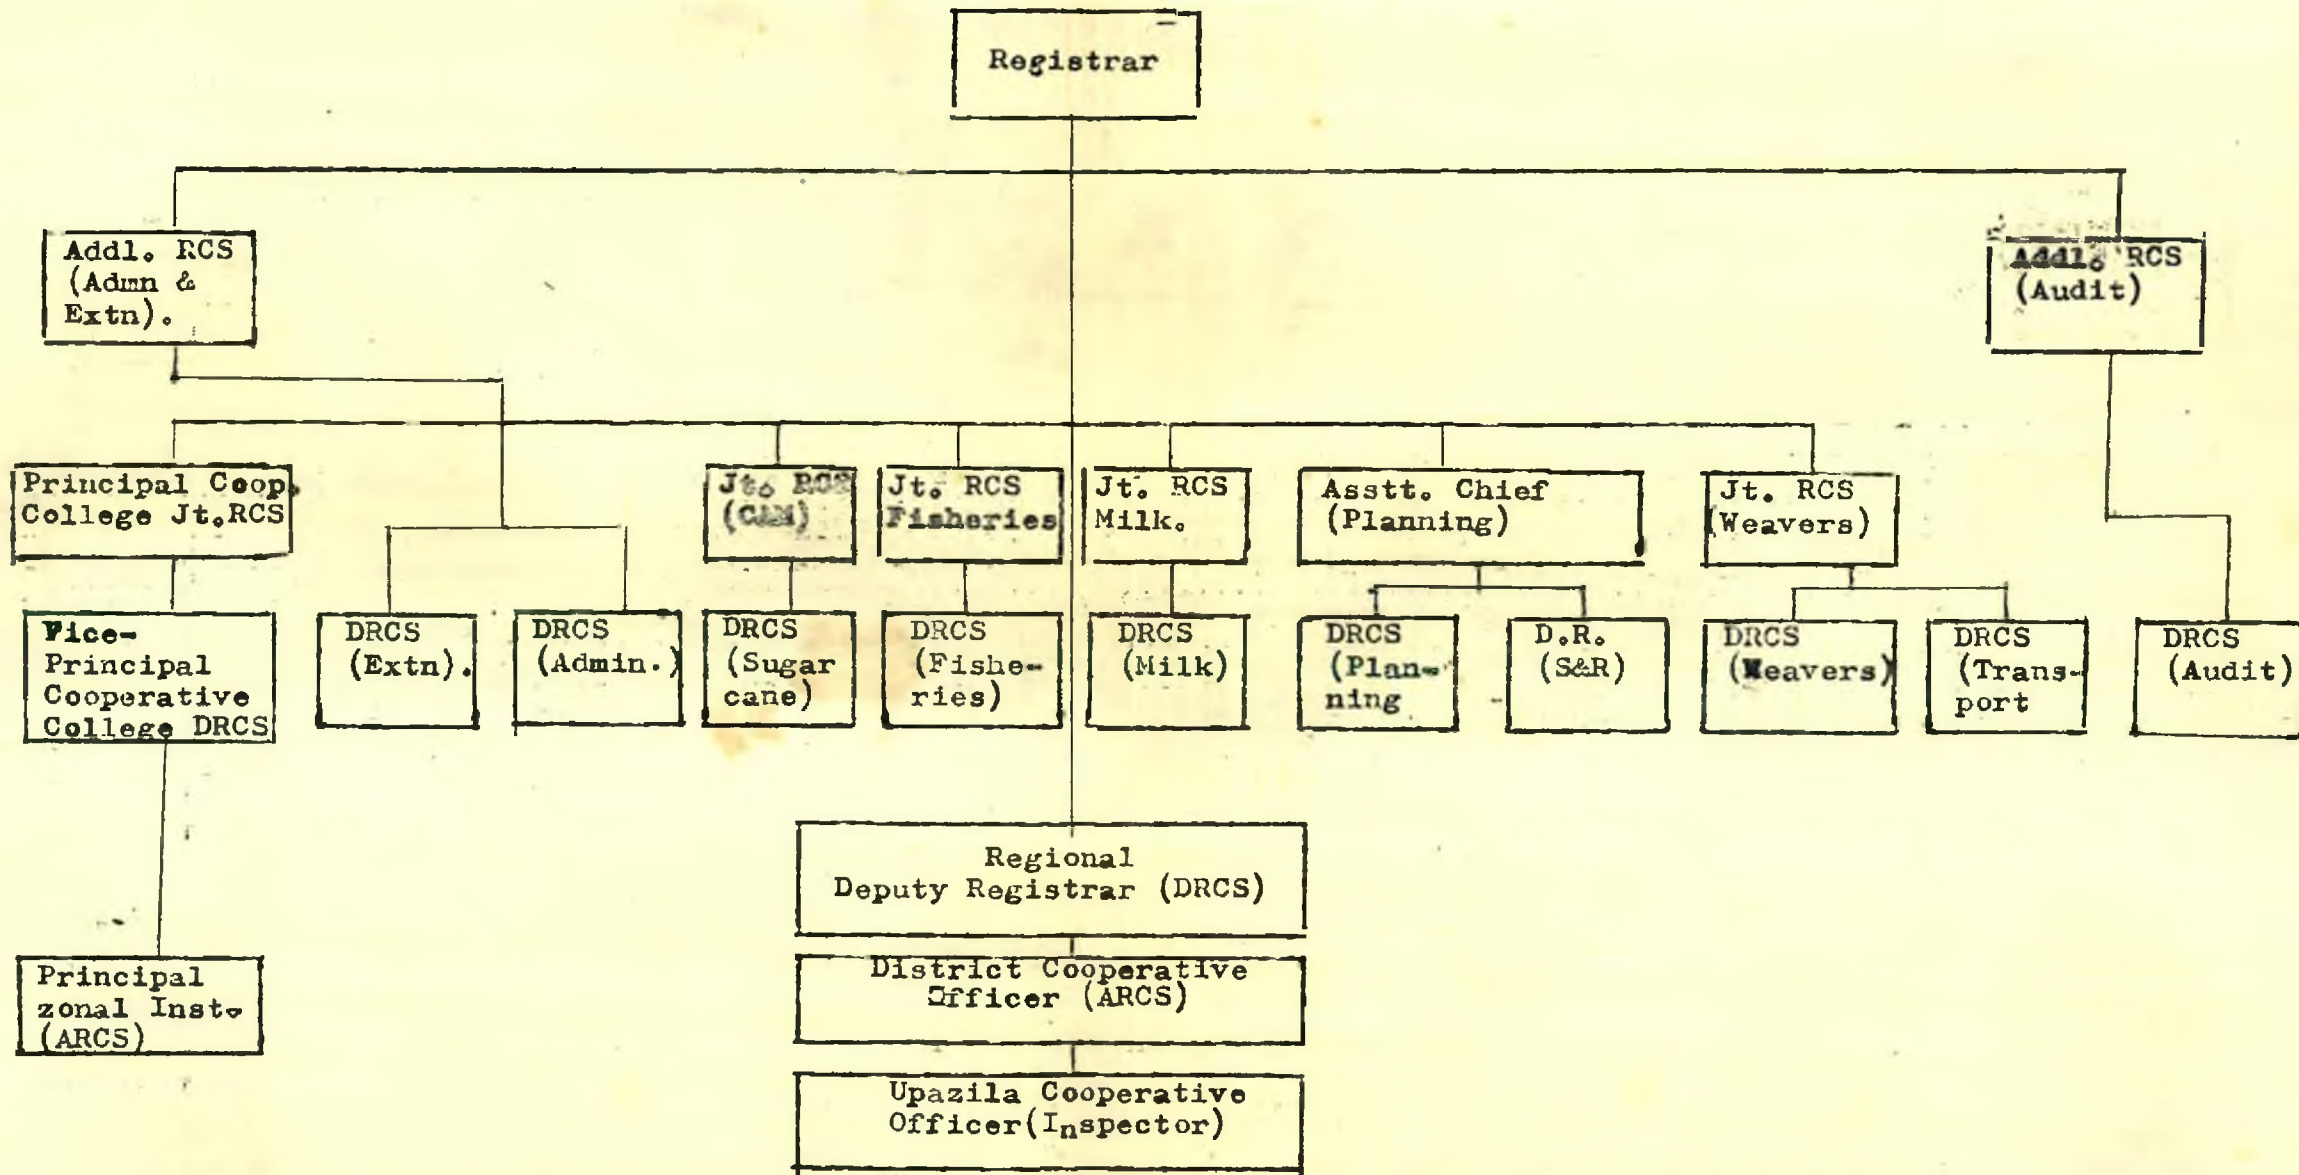 Registrar
Addl. RCS
(Admn &
Extn).
Addl. RCS
(Audit)
Principal Coop.
College Jt.RCS
Jt. RCS
(C&M)
Jt. RCS
Fisheries
Jt. RCS
Milk.
Asstt. Chief
(Planning)
Jt. RCS
(Weavers)
Vice-
Principal
Cooperative
College DRCS
DRCS
(Extn).
DRCS
(Admin.)
DRCS
(Sugar
cane)
DRCS
(Fishe-
ries)
DRCS
(Milk)
DRCS
(Plan-
ning
D.R.
(S&R)
DRCS
(Weavers)
DRCS
(Trans-
port
DRCS
(Audit)
Regional
Deputy Registrar (DRCS)
District Cooperative
Officer (ARCS)
Principal
zonal Inst.
(ARCS)
Upazila Cooperative
Officer(Inspector)